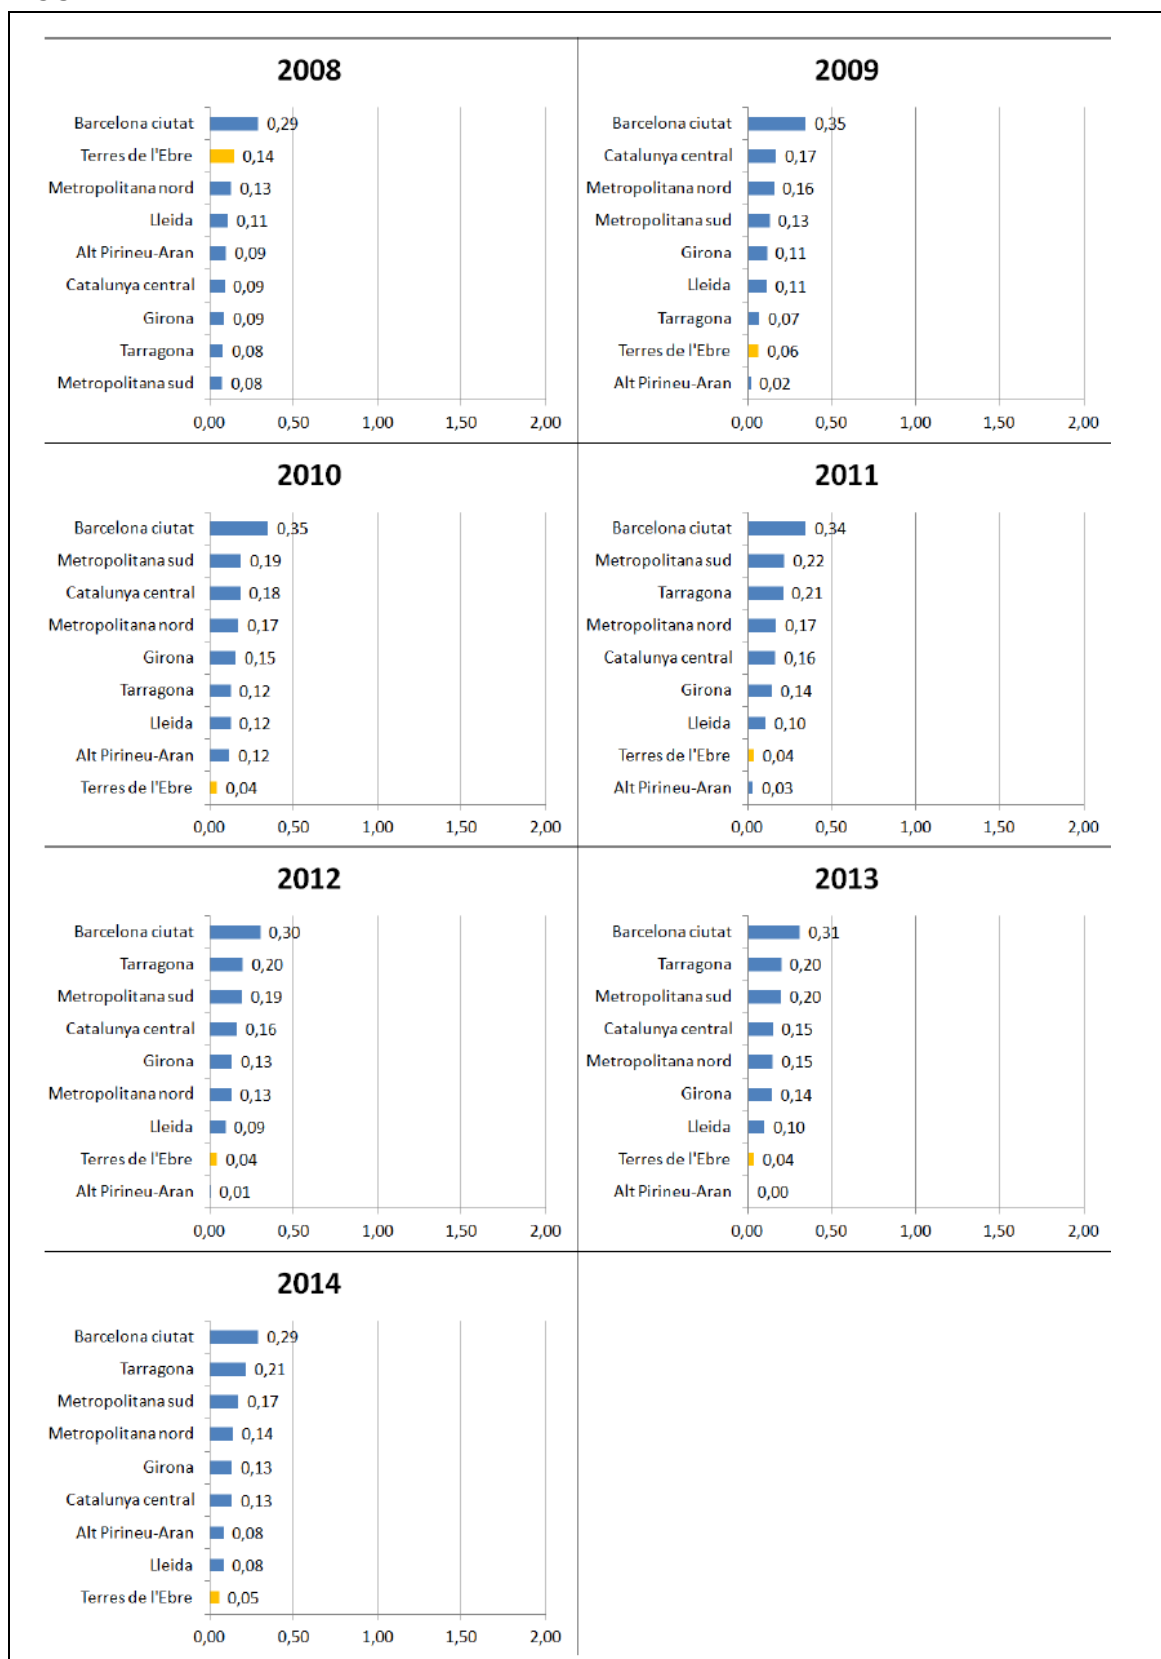 2008
Barcelona ciutat 0,29
Terres de l'Ebre 0,14
Metropolitana nord 0,13
Lleida 0,11
Alt Pirineu-Aran 0,09
Catalunya central 0,09
Girona 0,09
Tarragona 0,08
Metropolitana sud 0,08
0,00 0,50 1,00 1,50 2,00
2009
Barcelona ciutat 0,35
Catalunya central 0,17
Metropolitana nord 0,16
Metropolitana sud 0,13
Girona 0,11
Lleida 0,11
Tarragona 0,07
Terres de l'Ebre 0,06
Alt Pirineu-Aran 0,02
0,00 0,50 1,00 1,50 2,00
2010
Barcelona ciutat 0,35
Metropolitana sud 0,19
Catalunya central 0,18
Metropolitana nord 0,17
Girona 0,15
Tarragona 0,12
Lleida 0,12
Alt Pirineu-Aran 0,12
Terres de l'Ebre 0,04
0,00 0,50 1,00 1,50 2,00
2011
Barcelona ciutat 0,34
Metropolitana sud 0,22
Tarragona 0,21
Metropolitana nord 0,17
Catalunya central 0,16
Girona 0,14
Lleida 0,10
Terres de l'Ebre 0,04
Alt Pirineu-Aran 0,03
0,00 0,50 1,00 1,50 2,00
2012
Barcelona ciutat 0,30
Tarragona 0,20
Metropolitana sud 0,19
Catalunya central 0,16
Girona 0,13
Metropolitana nord 0,13
Lleida 0,09
Terres de l'Ebre 0,04
Alt Pirineu-Aran 0,01
0,00 0,50 1,00 1,50 2,00
2013
Barcelona ciutat 0,31
Tarragona 0,20
Metropolitana sud 0,20
Catalunya central 0,15
Metropolitana nord 0,15
Girona 0,14
Lleida 0,10
Terres de l'Ebre 0,04
Alt Pirineu-Aran 0,00
0,00 0,50 1,00 1,50 2,00
2014
Barcelona ciutat 0,29
Tarragona 0,21
Metropolitana sud 0,17
Metropolitana nord 0,14
Girona 0,13
Catalunya central 0,13
Alt Pirineu-Aran 0,08
Lleida 0,08
Terres de l'Ebre 0,05
0,00 0,50 1,00 1,50 2,00